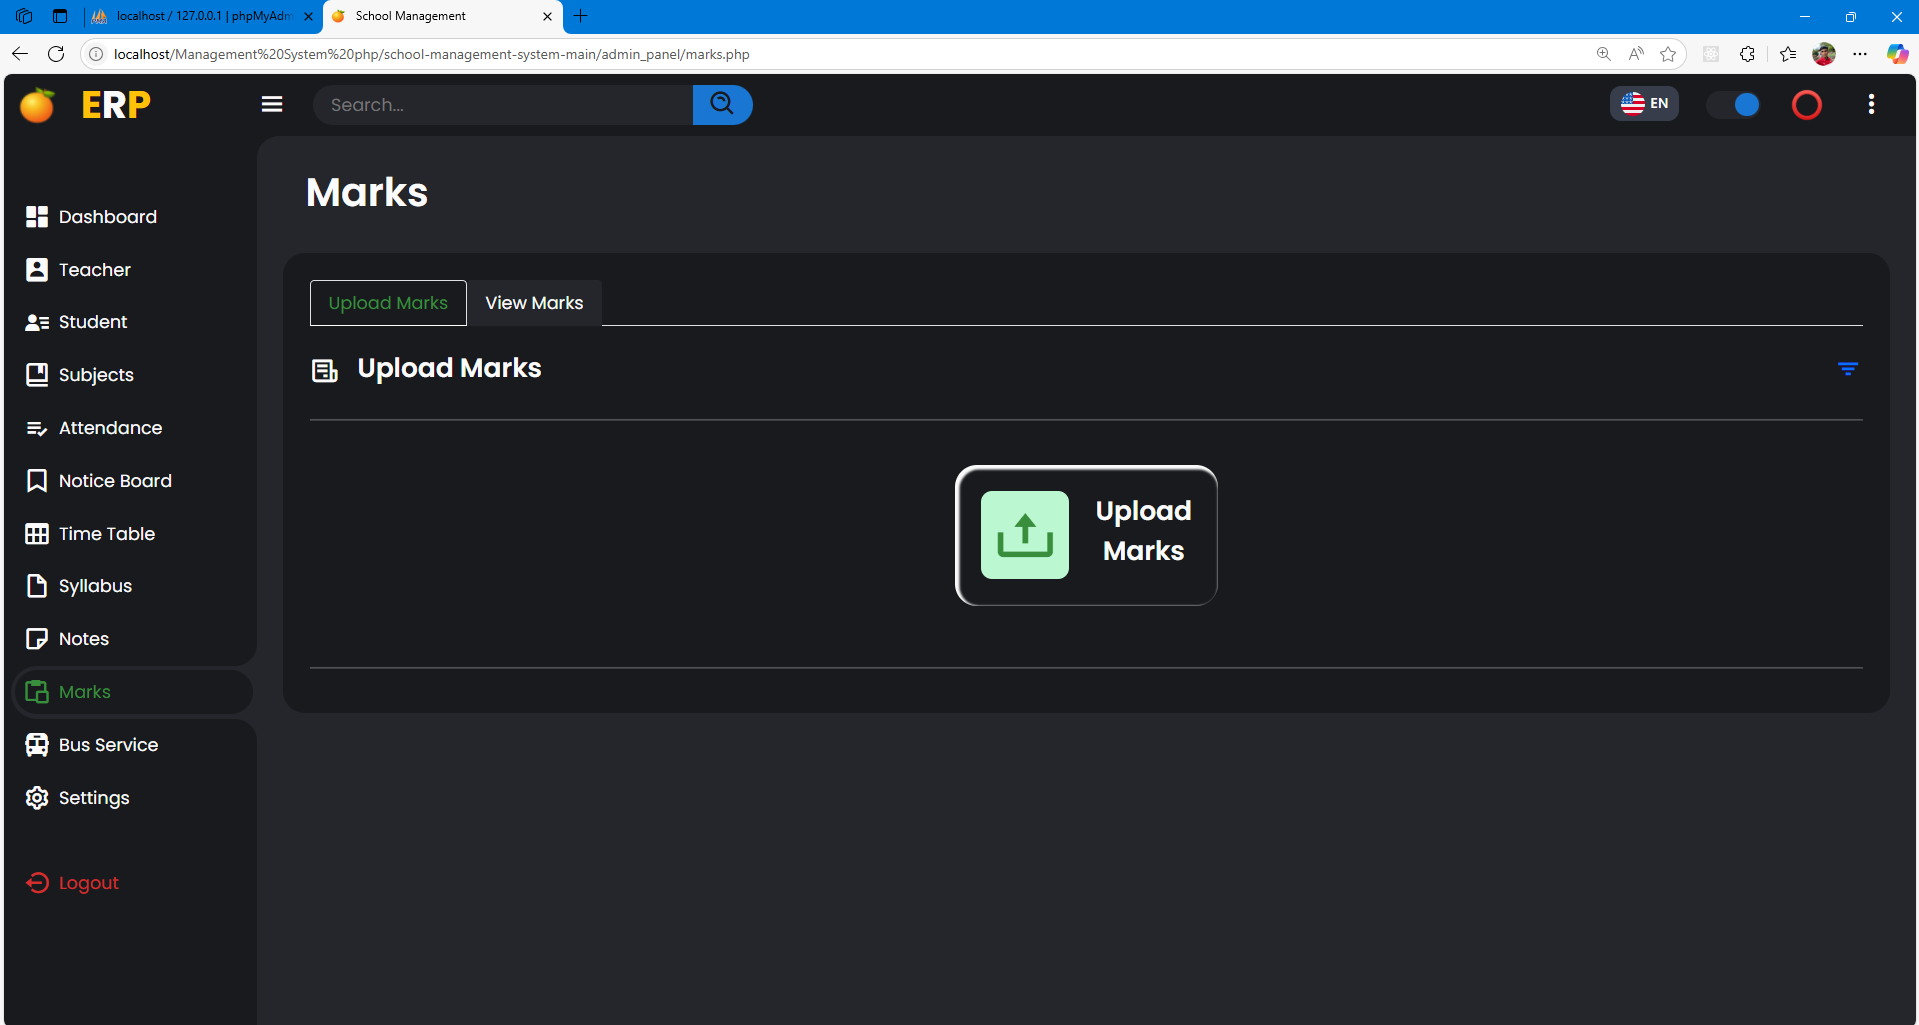 localhost / 127.0.0.1 | phpMyAdm
School Management
localhost/Management%20System%20php/school-management-system-main/admin_panel/marks.php
ERP
Search...
EN
Marks
Dashboard
Teacher
Student
Subjects
Attendance
Notice Board
Time Table
Syllabus
Notes
Marks
Bus Service
Settings
Logout
Upload Marks
View Marks
Upload Marks
Upload
Marks